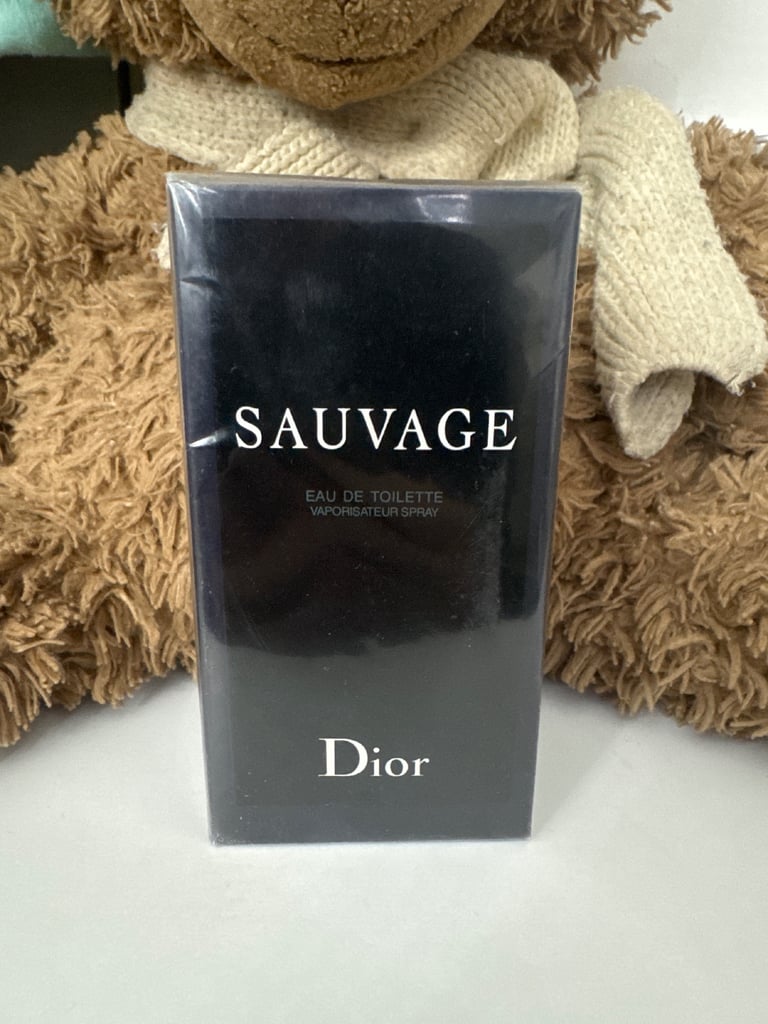 SAUVAGE
EAU DE TOILETTE
VAPORISATEUR SPRAY
Dior